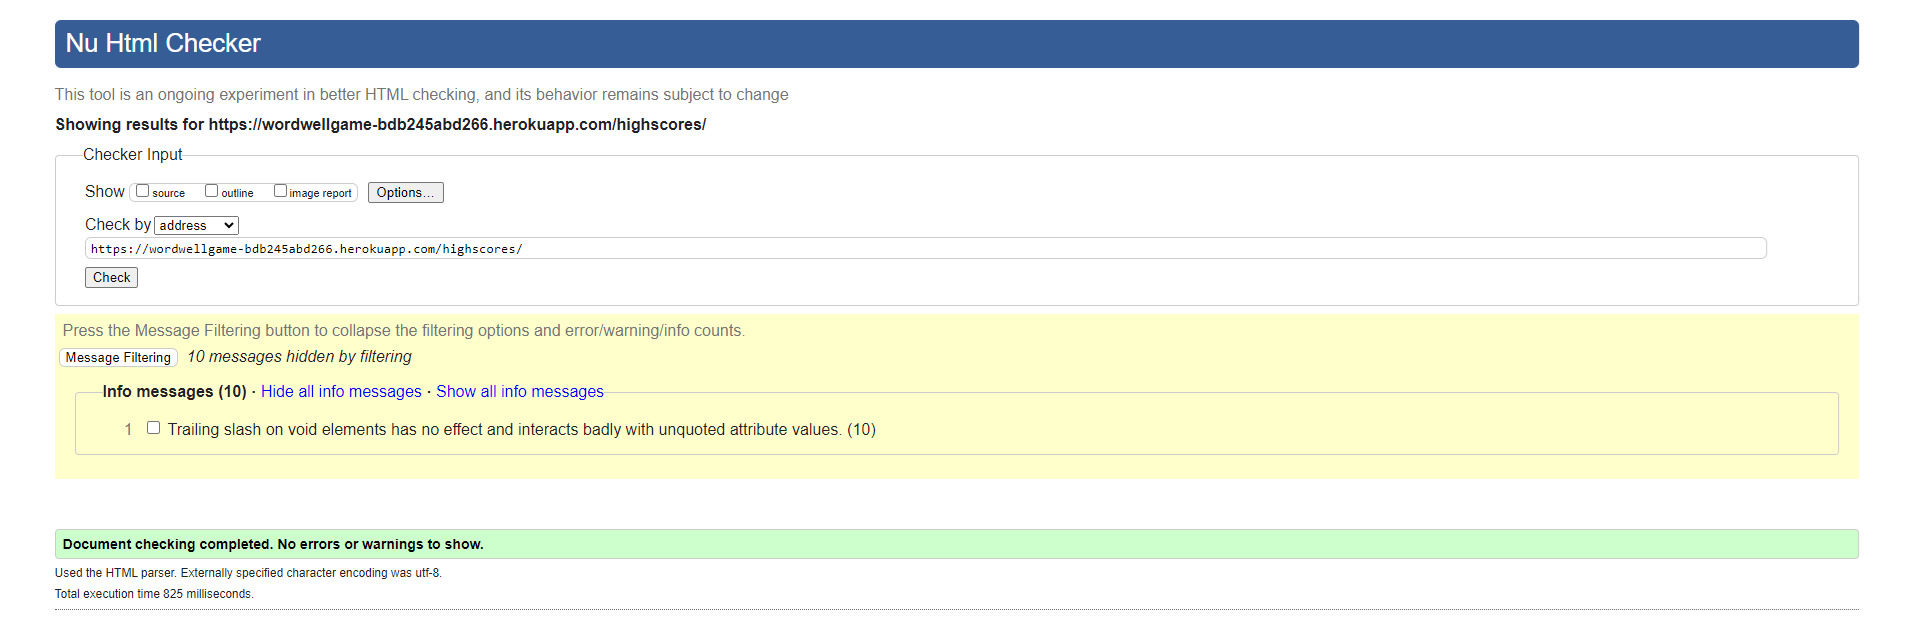 Nu Html Checker
This tool is an ongoing experiment in better HTML checking, and its behavior remains subject to change
Showing results for https://wordwellgame-bdb245abd266.herokuapp.com/highscores/
Checker Input
Show source outline image report Options...
Check by address
https://wordwellgame-bdb245abd266.herokuapp.com/highscores/
Check
Press the Message Filtering button to collapse the filtering options and error/warning/info counts.
Message Filtering 10 messages hidden by filtering
Info messages (10) · Hide all info messages · Show all info messages
1 Trailing slash on void elements has no effect and interacts badly with unquoted attribute values. (10)
Document checking completed. No errors or warnings to show.
Used the HTML parser. Externally specified character encoding was utf-8.
Total execution time 825 milliseconds.